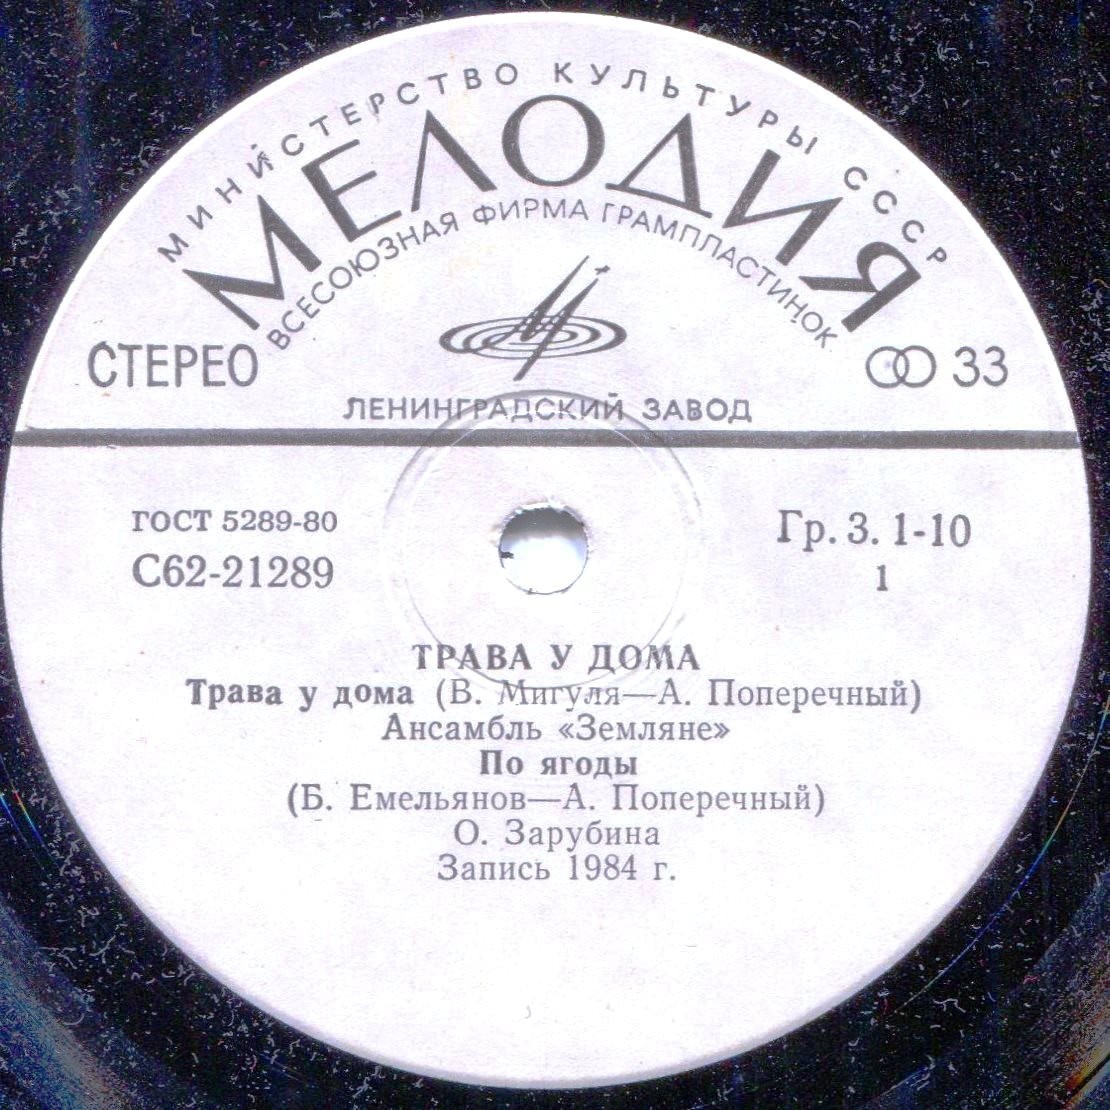 МИНИСТЕРСТВО КУЛЬТУРЫ СССР
МЕЛОДИЯ
ВСЕСОЮЗНАЯ ФИРМА ГРАМПЛАСТИНОК
СТЕРЕО
33
ЛЕНИНГРАДСКИЙ ЗАВОД
ГОСТ 5289-80
Гр. 3. 1-10
С62-21289
1
ТРАВА У ДОМА
Трава у дома (В. Мигуля—А. Поперечный)
Ансамбль «Земляне»
По ягоды
(Б. Емельянов—А. Поперечный)
О. Зарубина
Запись 1984 г.